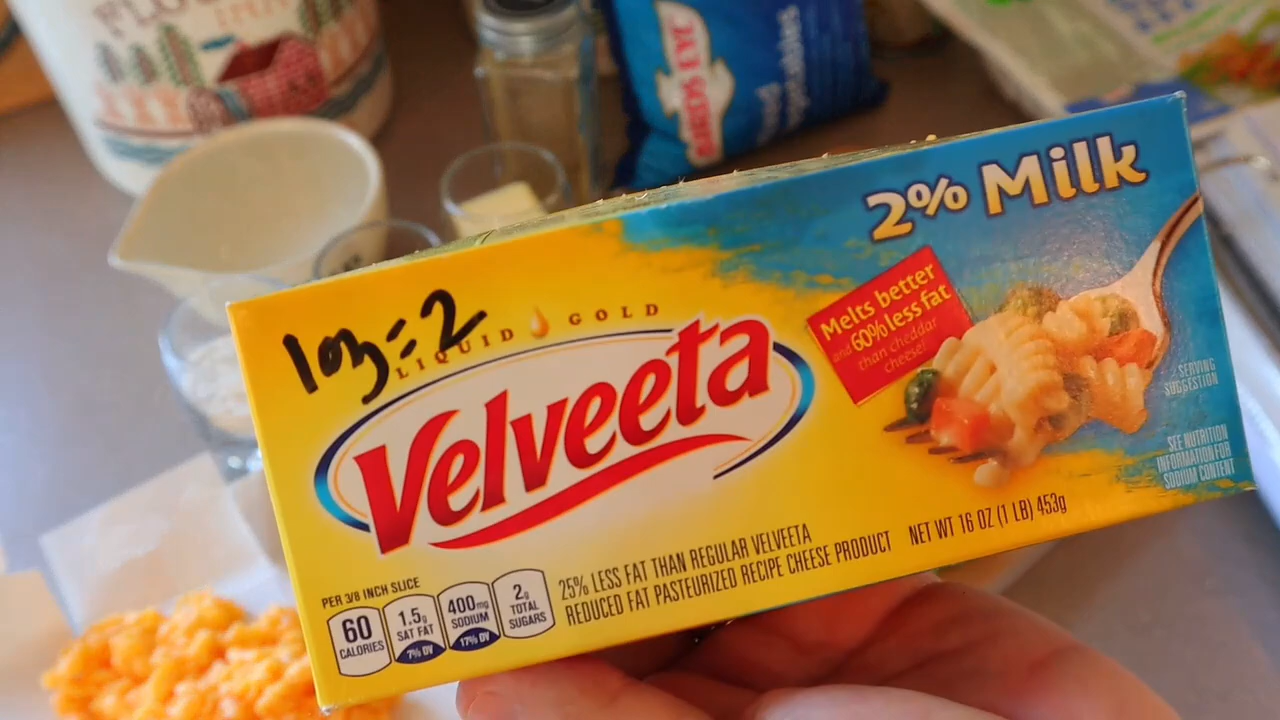 FLOUR
BIRDS EYE
2% Milk
1oz = 2
LIQUID GOLD
Velveeta
Melts better
and 60% less fat
than cheddar
cheese!
SERVING
SUGGESTION
SEE NUTRITION
INFORMATION FOR
SODIUM CONTENT
PER 3/8 INCH SLICE
60
CALORIES
1.5g
SAT FAT
7% DV
400mg
SODIUM
17% DV
2g
TOTAL
SUGARS
25% LESS FAT THAN REGULAR VELVEETA
REDUCED FAT PASTEURIZED RECIPE CHEESE PRODUCT
NET WT 16 OZ (1 LB) 453g